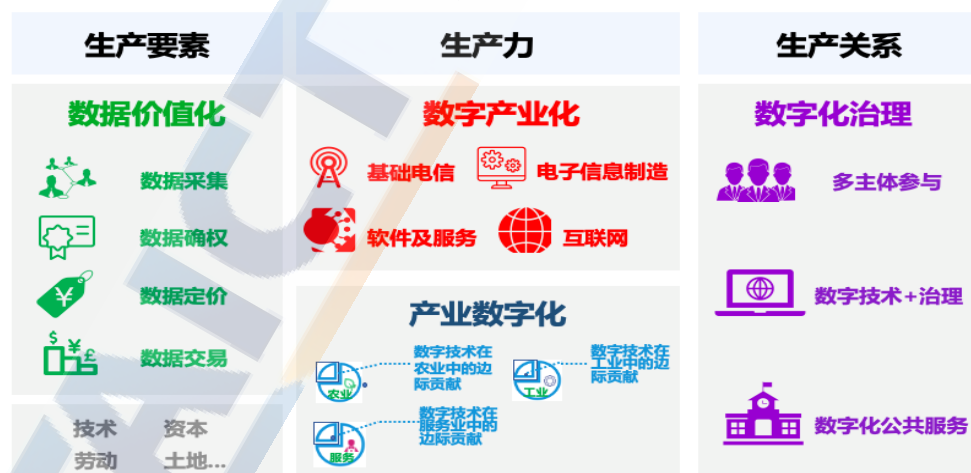 生产要素
数据价值化
数据采集
数据确权
¥
数据定价
$ ¥ £
数据交易
技术 资本
劳动 土地...
生产力
数字产业化
基础电信 电子信息制造
软件及服务 互联网
产业数字化
农业
数字技术在
农业中的边
际贡献
工业
数字技术在
工业中的边
际贡献
服务
数字技术在
服务业中的
边际贡献
生产关系
数字化治理
多主体参与
数字技术+治理
数字化公共服务